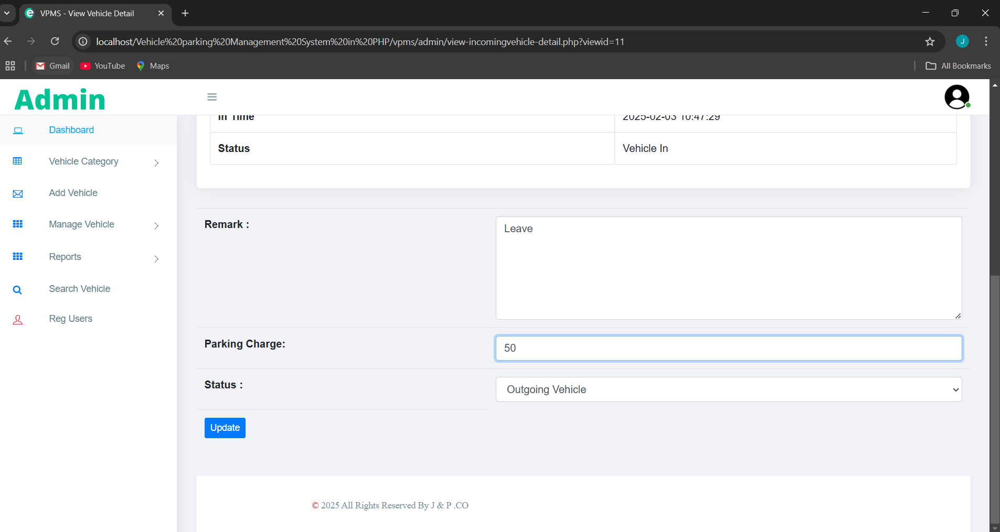 VPMS - View Vehicle Detail
localhost/Vehicle%20parking%20Management%20System%20in%20PHP/vpms/admin/view-incomingvehicle-detail.php?viewid=11
J
Gmail YouTube Maps All Bookmarks
Admin
In Time 2025-02-03 10:47:29
Dashboard
Status Vehicle In
Vehicle Category
Add Vehicle
Manage Vehicle
Reports
Search Vehicle
Reg Users
Remark : Leave
Parking Charge: 50
Status : Outgoing Vehicle
Update
© 2025 All Rights Reserved By J & P .CO